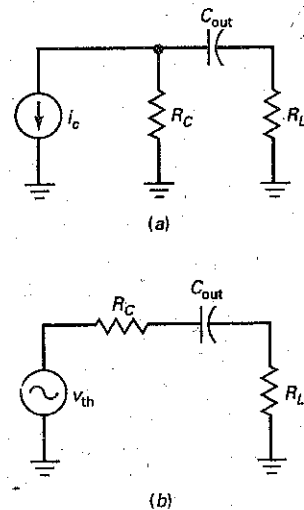 C_out
i_c
R_C
R_L
(a)
R_C
C_out
v_th
R_L
(b)